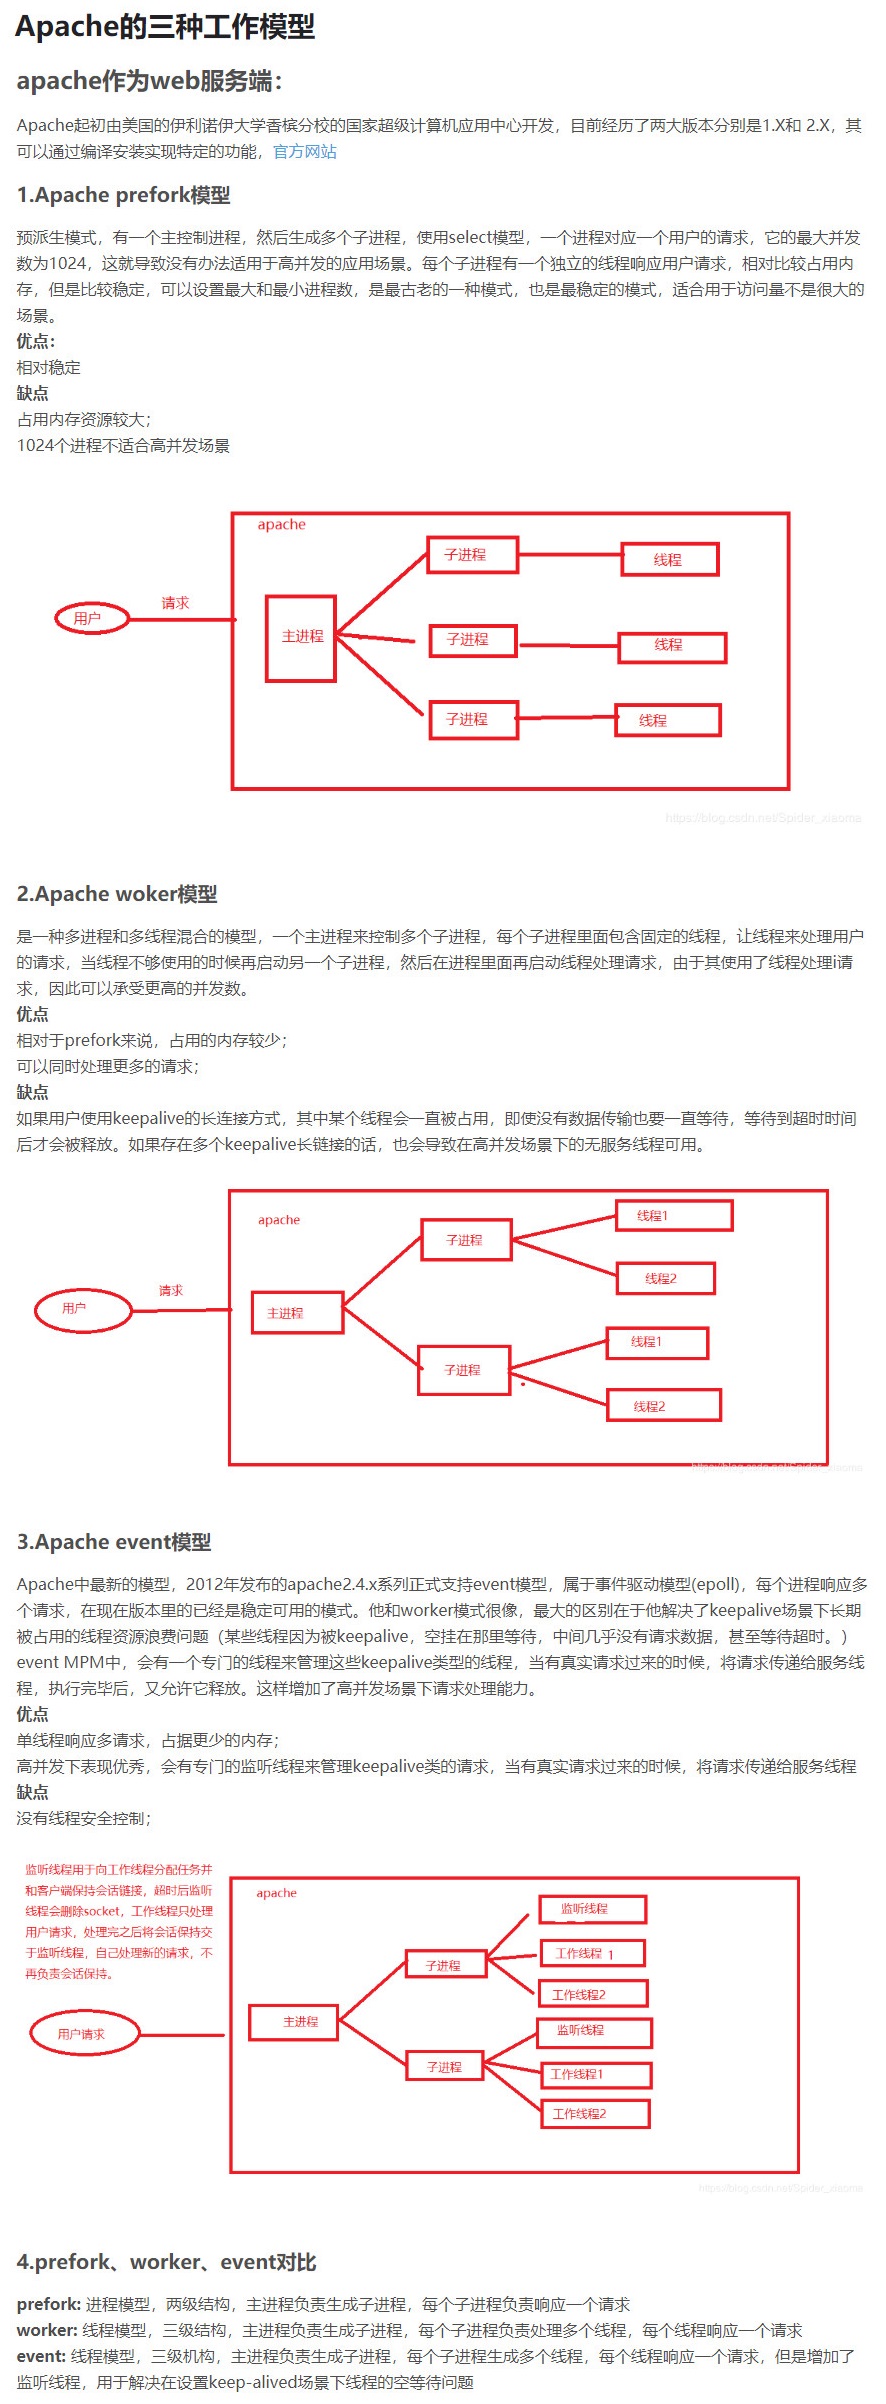 Apache的三种工作模型
apache作为web服务端：
Apache起初由美国的伊利诺伊大学香槟分校的国家超级计算机应用中心开发，目前经历了两大版本分别是1.X和 2.X，其
可以通过编译安装实现特定的功能，官方网站
1.Apache prefork模型
预派生模式，有一个主控制进程，然后生成多个子进程，使用select模型，一个进程对应一个用户的请求，它的最大并发
数为1024，这就导致没有办法适用于高并发的应用场景。每个子进程有一个独立的线程响应用户请求，相对比较占用内
存，但是比较稳定，可以设置最大和最小进程数，是最古老的一种模式，也是最稳定的模式，适合用于访问量不是很大的
场景。
优点：
相对稳定
缺点
占用内存资源较大；
1024个进程不适合高并发场景
apache
子进程
线程
用户
请求
主进程
子进程
线程
子进程
线程
https://blog.csdn.net/Spider_xiaoma
2.Apache woker模型
是一种多进程和多线程混合的模型，一个主进程来控制多个子进程，每个子进程里面包含固定的线程，让线程来处理用户
的请求，当线程不够使用的时候再启动另一个子进程，然后在进程里面再启动线程处理请求，由于其使用了线程处理i请
求，因此可以承受更高的并发数。
优点
相对于prefork来说，占用的内存较少；
可以同时处理更多的请求；
缺点
如果用户使用keepalive的长连接方式，其中某个线程会一直被占用，即使没有数据传输也要一直等待，等待到超时时间
后才会被释放。如果存在多个keepalive长链接的话，也会导致在高并发场景下的无服务线程可用。
apache
线程1
子进程
线程2
用户
请求
主进程
线程1
子进程
线程2
https://blog.csdn.net/Spider_xiaoma
3.Apache event模型
Apache中最新的模型，2012年发布的apache2.4.x系列正式支持event模型，属于事件驱动模型(epoll)，每个进程响应多
个请求，在现在版本里的已经是稳定可用的模式。他和worker模式很像，最大的区别在于他解决了keepalive场景下长期
被占用的线程资源浪费问题（某些线程因为被keepalive，空挂在那里等待，中间几乎没有请求数据，甚至等待超时。）
event MPM中，会有一个专门的线程来管理这些keepalive类型的线程，当有真实请求过来的时候，将请求传递给服务线
程，执行完毕后，又允许它释放。这样增加了高并发场景下请求处理能力。
优点
单线程响应多请求，占据更少的内存；
高并发下表现优秀，会有专门的监听线程来管理keepalive类的请求，当有真实请求过来的时候，将请求传递给服务线程
缺点
没有线程安全控制；
监听线程用于向工作线程分配任务并
和客户端保持会话链接，超时后监听
线程会删除socket，工作线程只处理
用户请求，处理完之后将会话保持交
于监听线程，自己处理新的请求，不
再负责会话保持。
apache
监听线程
工作线程 1
子进程
工作线程2
用户请求
主进程
监听线程
子进程
工作线程1
工作线程2
https://blog.csdn.net/Spider_xiaoma
4.prefork、worker、event对比
prefork: 进程模型，两级结构，主进程负责生成子进程，每个子进程负责响应一个请求
worker: 线程模型，三级结构，主进程负责生成子进程，每个子进程负责处理多个线程，每个线程响应一个请求
event: 线程模型，三级机构，主进程负责生成子进程，每个子进程生成多个线程，每个线程响应一个请求，但是增加了
监听线程，用于解决在设置keep-alived场景下线程的空等待问题